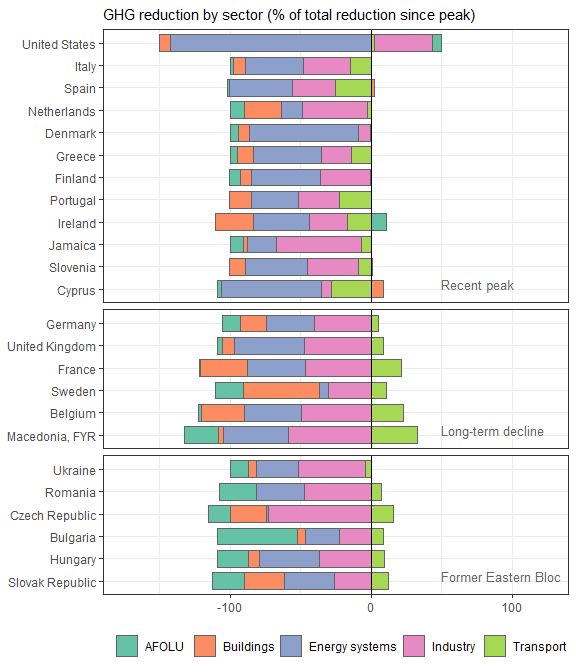 GHG reduction by sector (% of total reduction since peak)
United States
Italy
Spain
Netherlands
Denmark
Greece
Finland
Portugal
Ireland
Jamaica
Slovenia
Cyprus
Recent peak
Germany
United Kingdom
France
Sweden
Belgium
Macedonia, FYR
Long-term decline
Ukraine
Romania
Czech Republic
Bulgaria
Hungary
Slovak Republic
Former Eastern Bloc
-100 0 100
AFOLU Buildings Energy systems Industry Transport